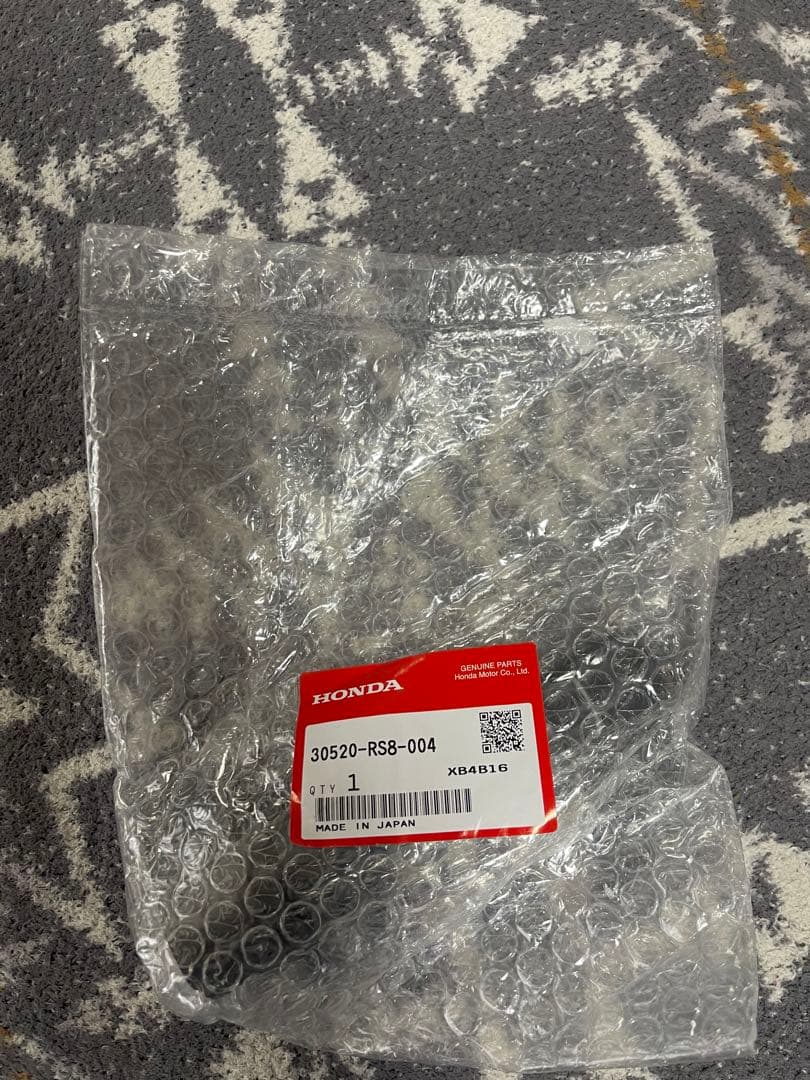 HONDA
GENUINE PARTS
Honda Motor Co., Ltd.
30520-RS8-004
XB4B16
QTY 1
MADE IN JAPAN